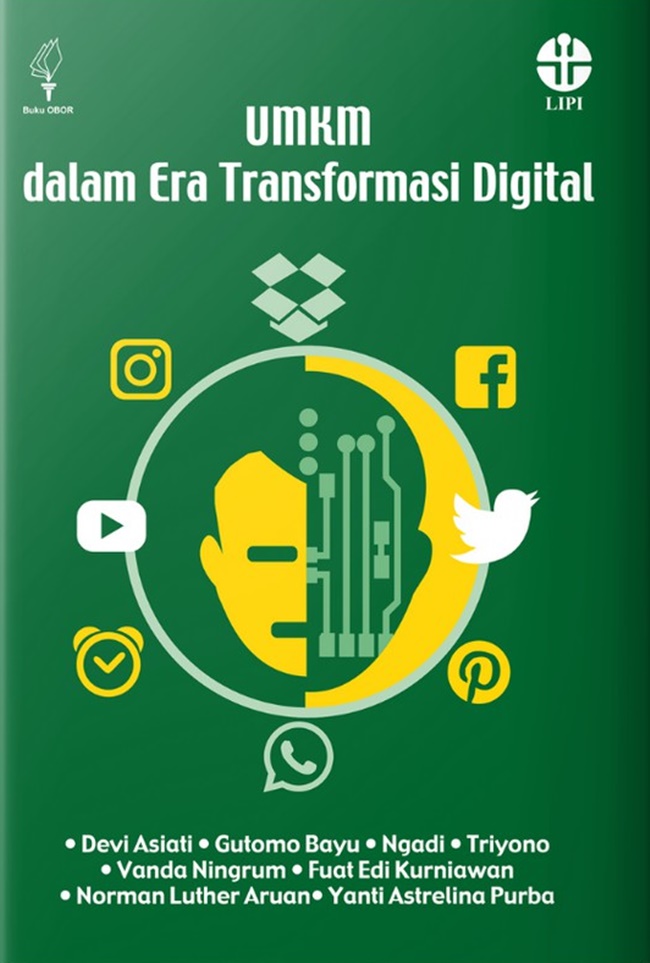 Buku OBOR
LIPI
UMKM
dalam Era Transformasi Digital
• Devi Asiati • Gutomo Bayu • Ngadi • Triyono
• Vanda Ningrum • Fuat Edi Kurniawan
• Norman Luther Aruan• Yanti Astrelina Purba